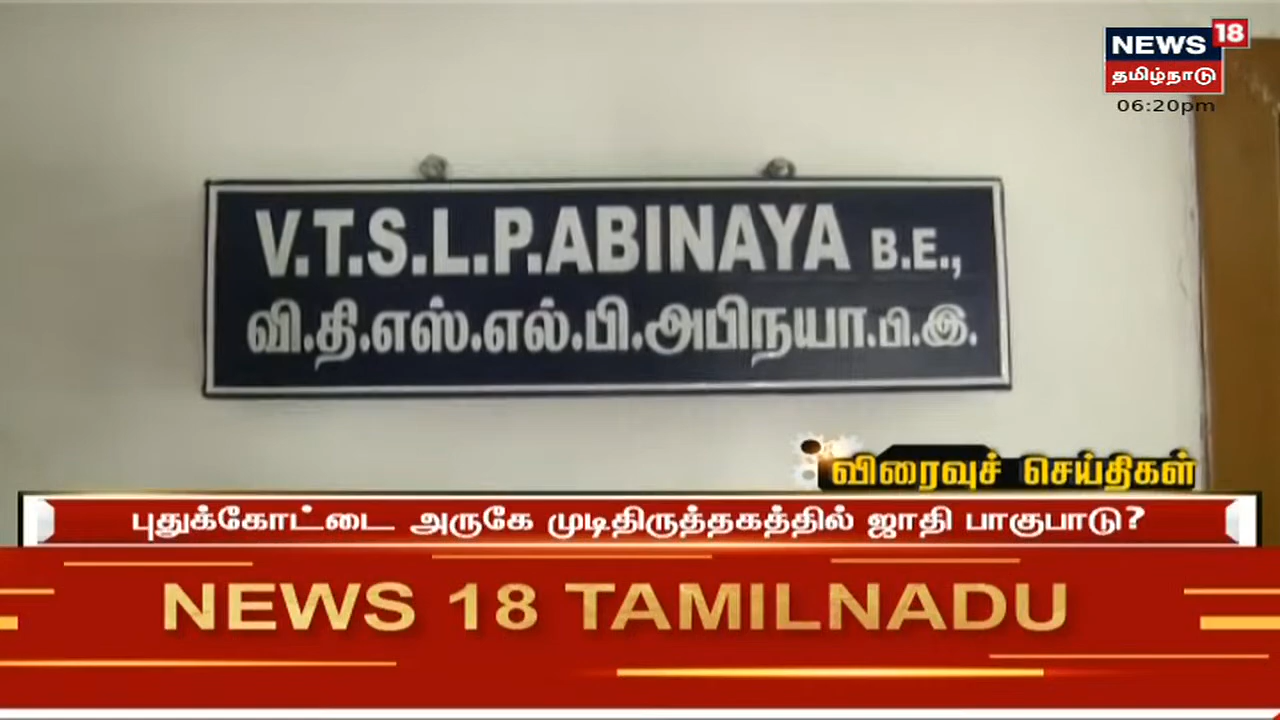 NEWS 18
தமிழ்நாடு
06:20pm
V.T.S.L.P.ABINAYA B.E.,
வி.தி.எஸ்.எல்.பி.அபிநயா.பி.இ.
விரைவுச் செய்திகள்
புதுக்கோட்டை அருகே முடிதிருத்தகத்தில் ஜாதி பாகுபாடு?
NEWS 18 TAMILNADU